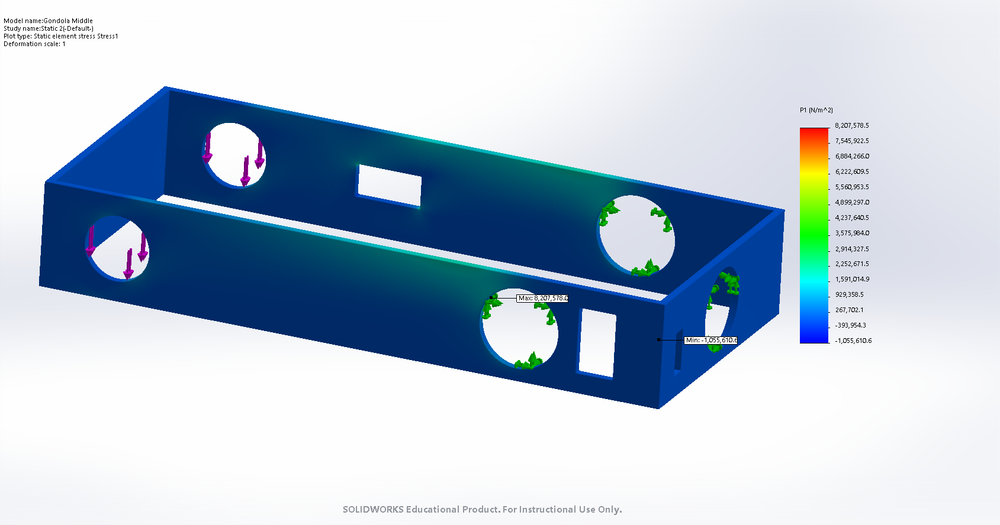 Model name:Gondola Middle
Study name:Static 2(-Default-)
Plot type: Static element stress Stress1
Deformation scale: 1
P1 (N/m^2)
8,207,578.5
7,545,922.5
6,884,266.0
6,222,609.5
5,560,953.5
4,899,297.0
4,237,640.5
3,575,984.0
2,914,327.5
2,252,671.5
1,591,014.9
929,358.5
267,702.1
-393,954.3
-1,055,610.6
Max: 8,207,578.0
Min: -1,055,610.6
SOLIDWORKS Educational Product. For Instructional Use Only.